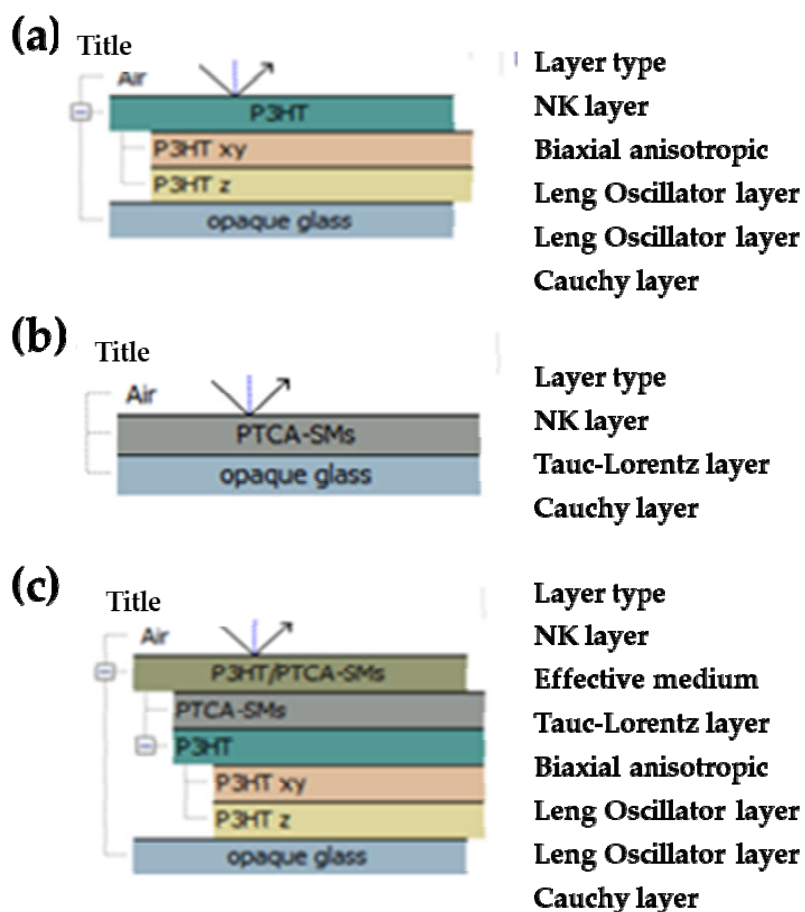 (a) Title Layer type
Air NK layer
P3HT Biaxial anisotropic
P3HT xy Leng Oscillator layer
P3HT z Leng Oscillator layer
opaque glass Cauchy layer
(b) Title Layer type
Air NK layer
PTCA-SMs Tauc-Lorentz layer
opaque glass Cauchy layer
(c) Title Layer type
Air NK layer
P3HT/PTCA-SMs Effective medium
PTCA-SMs Tauc-Lorentz layer
P3HT Biaxial anisotropic
P3HT xy Leng Oscillator layer
P3HT z Leng Oscillator layer
opaque glass Cauchy layer